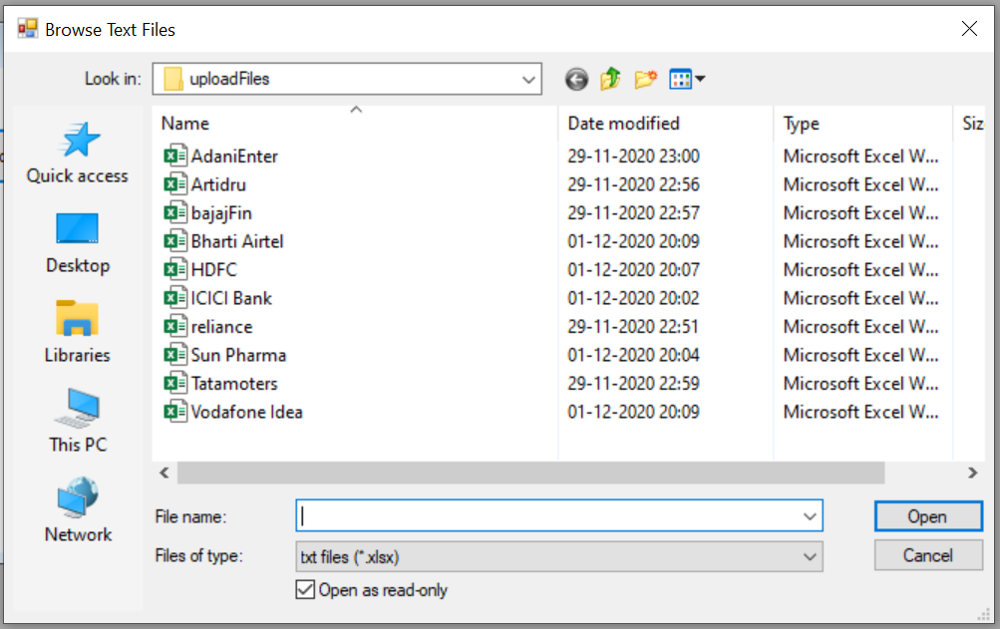 Browse Text Files
Look in: uploadFiles
Name Date modified Type Siz
AdaniEnter 29-11-2020 23:00 Microsoft Excel W...
Artidru 29-11-2020 22:56 Microsoft Excel W...
bajajFin 29-11-2020 22:57 Microsoft Excel W...
Bharti Airtel 01-12-2020 20:09 Microsoft Excel W...
HDFC 01-12-2020 20:07 Microsoft Excel W...
ICICI Bank 01-12-2020 20:02 Microsoft Excel W...
reliance 29-11-2020 22:51 Microsoft Excel W...
Sun Pharma 01-12-2020 20:04 Microsoft Excel W...
Tatamoters 29-11-2020 22:59 Microsoft Excel W...
Vodafone Idea 01-12-2020 20:09 Microsoft Excel W...
Quick access
Desktop
Libraries
This PC
Network
File name: Open
Files of type: txt files (*.xlsx) Cancel
Open as read-only